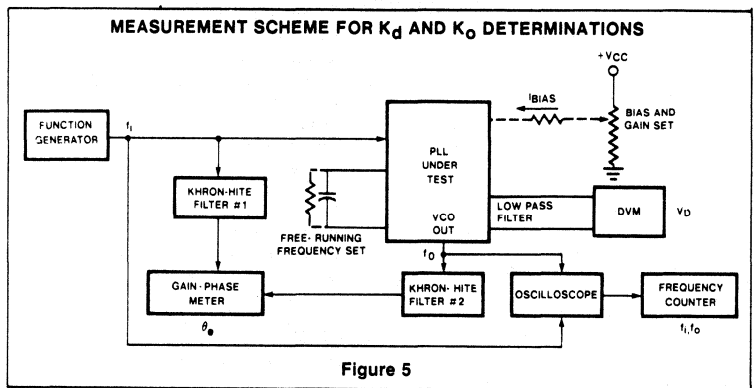 MEASUREMENT SCHEME FOR Kd AND Ko DETERMINATIONS
+VCC
IBIAS
BIAS AND
GAIN SET
FUNCTION
GENERATOR
fi
PLL
UNDER
TEST
VCO
OUT
KHRON-HITE
FILTER #1
FREE-RUNNING
FREQUENCY SET
LOW PASS
FILTER
DVM
VD
fo
GAIN-PHASE
METER
θe
KHRON-HITE
FILTER #2
OSCILLOSCOPE
FREQUENCY
COUNTER
fi,fo
Figure 5